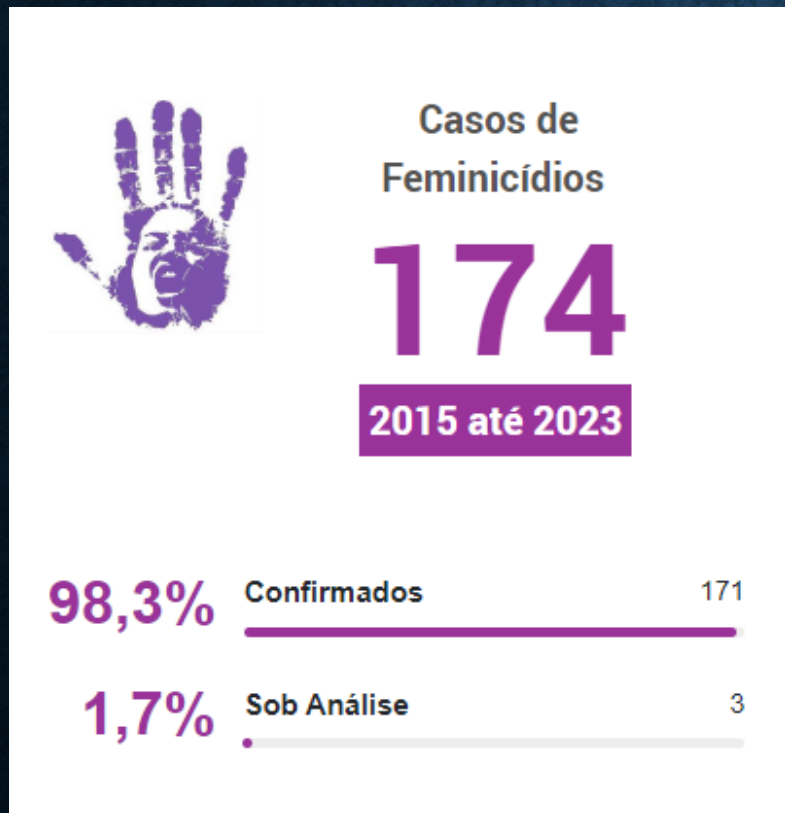 Casos de
Feminicídios
174
2015 até 2023
98,3% Confirmados 171
1,7% Sob Análise 3